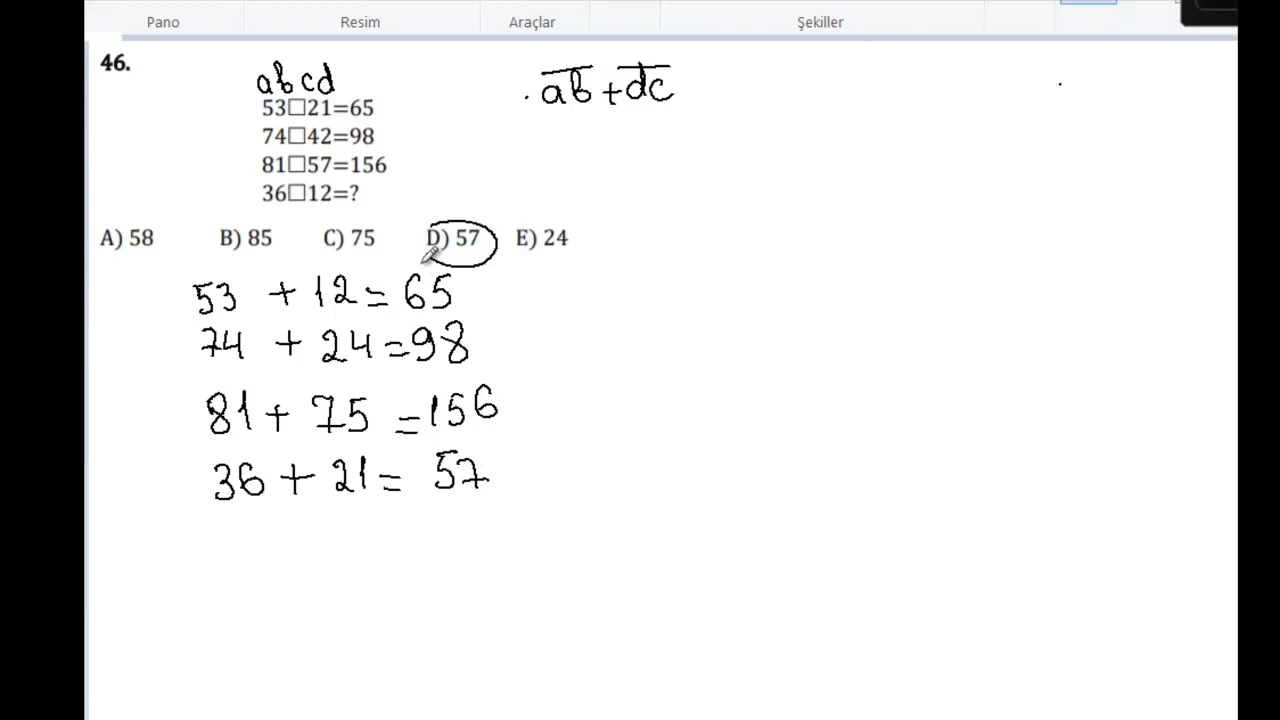 Pano Resim Araçlar Şekiller
46.
abcd
ab + dc
53□21=65
74□42=98
81□57=156
36□12=?
A) 58 B) 85 C) 75 D) 57 E) 24
53 + 12 = 65
74 + 24 = 98
81 + 75 = 156
36 + 21 = 57